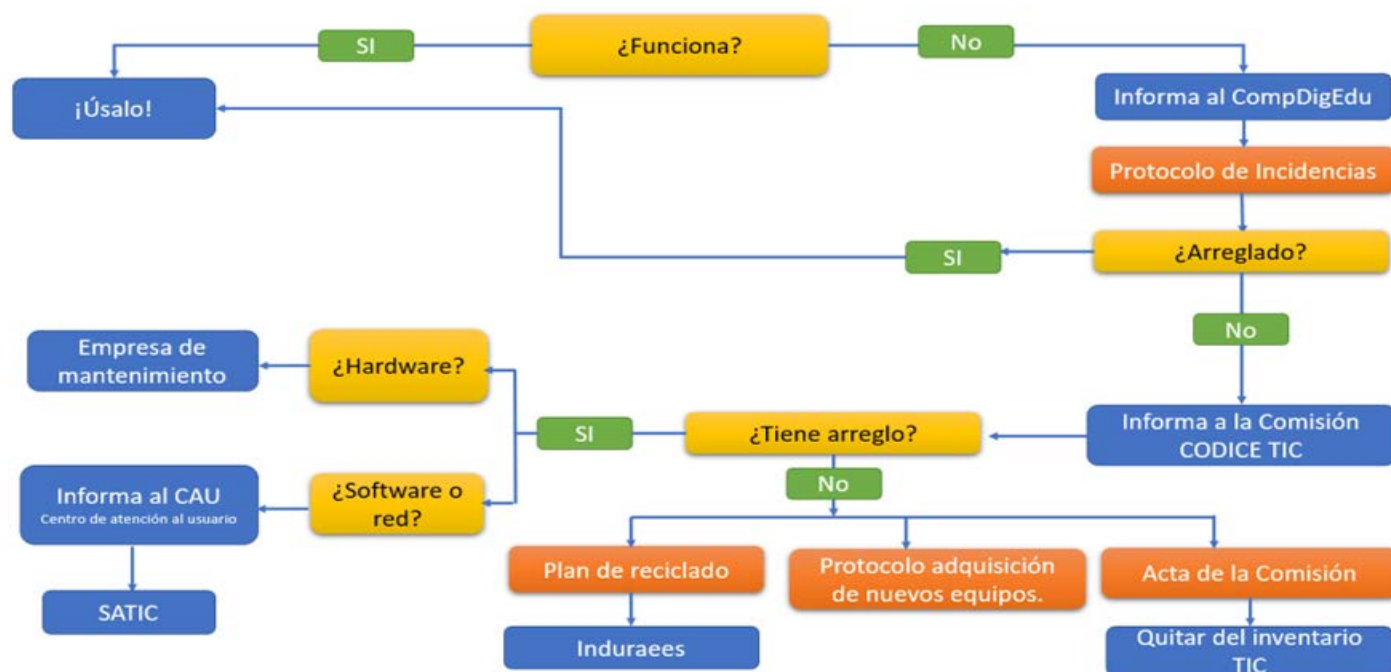 SI
¿Funciona?
No
¡Úsalo!
Informa al CompDigEdu
Protocolo de Incidencias
SI
¿Arreglado?
No
Empresa de
mantenimiento
¿Hardware?
SI
¿Tiene arreglo?
Informa a la Comisión
CODICE TIC
Informa al CAU
Centro de atención al usuario
¿Software o
red?
No
Plan de reciclado
Protocolo adquisición
de nuevos equipos.
Acta de la Comisión
SATIC
Induraees
Quitar del inventario
TIC